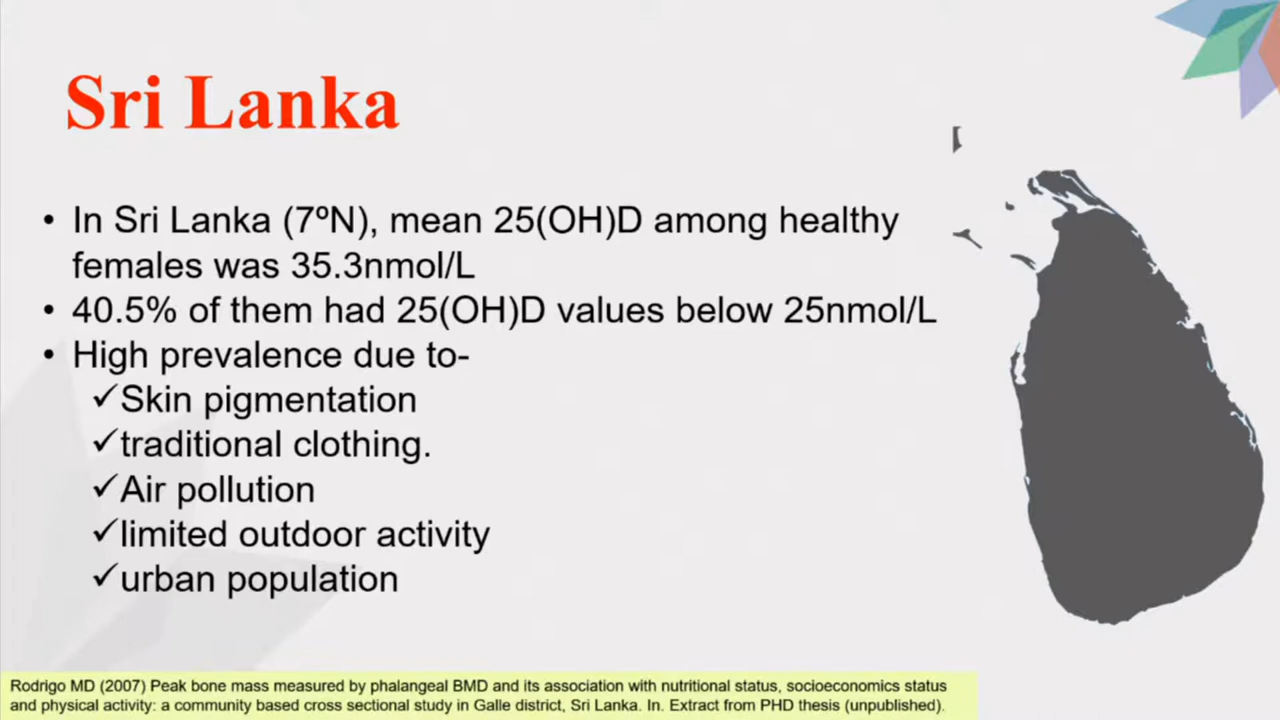 Sri Lanka
• In Sri Lanka (7ºN), mean 25(OH)D among healthy
females was 35.3nmol/L
• 40.5% of them had 25(OH)D values below 25nmol/L
• High prevalence due to-
✓Skin pigmentation
✓traditional clothing.
✓Air pollution
✓limited outdoor activity
✓urban population
Rodrigo MD (2007) Peak bone mass measured by phalangeal BMD and its association with nutritional status, socioeconomics status
and physical activity: a community based cross sectional study in Galle district, Sri Lanka. In. Extract from PHD thesis (unpublished).